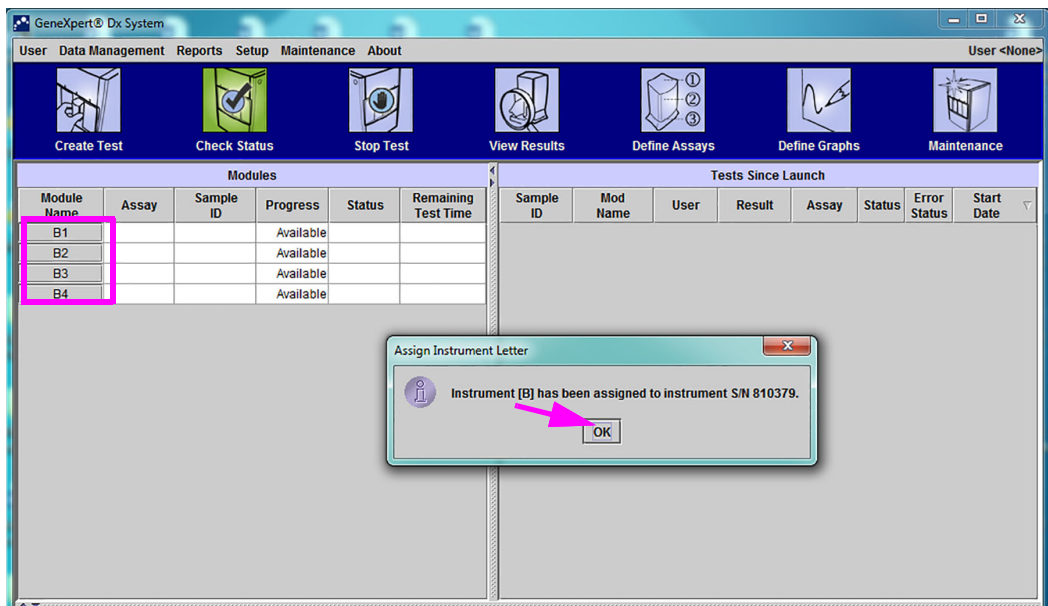 GeneXpert® Dx System
User Data Management Reports Setup Maintenance About User <None>
① ② ③
Create Test Check Status Stop Test View Results Define Assays Define Graphs Maintenance
Modules Tests Since Launch
Module Name Assay Sample ID Progress Status Remaining Test Time Sample ID Mod Name User Result Assay Status Error Status Start Date
B1 Available
B2 Available
B3 Available
B4 Available
Assign Instrument Letter
Instrument [B] has been assigned to instrument S/N 810379.
OK